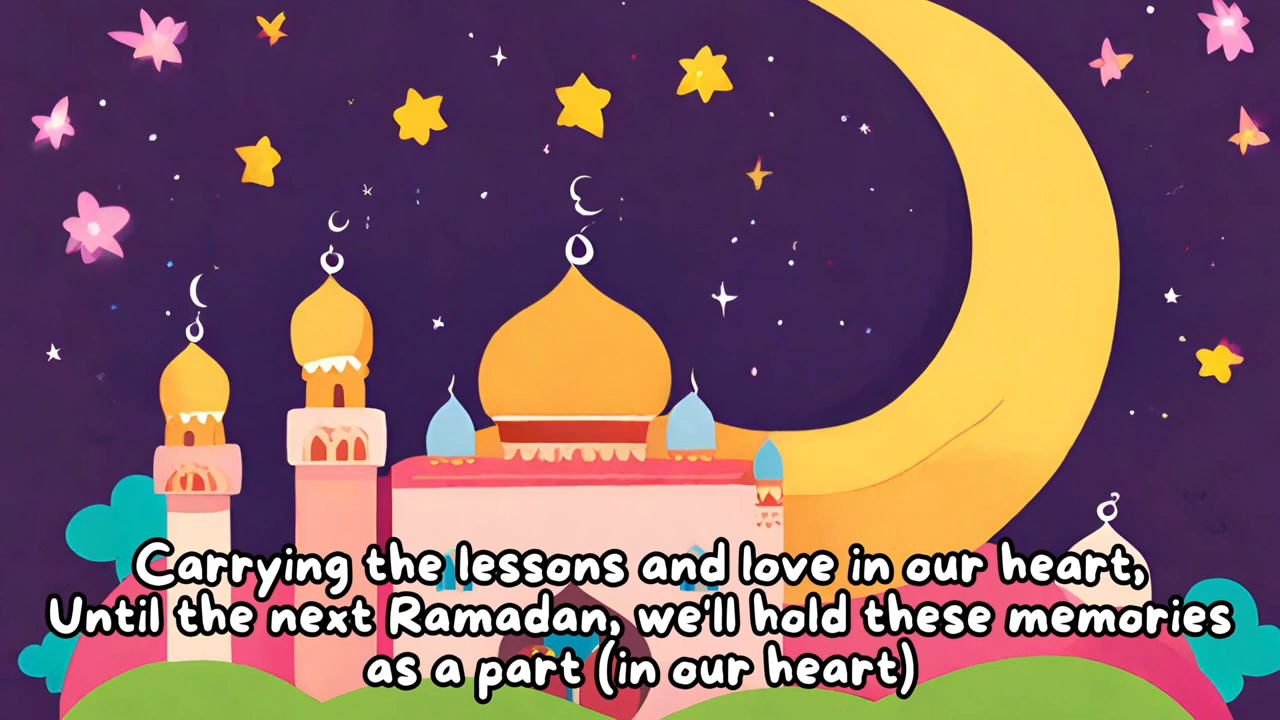 Carrying the lessons and love in our heart,
Until the next Ramadan, we'll hold these memories
as a part (in our heart)